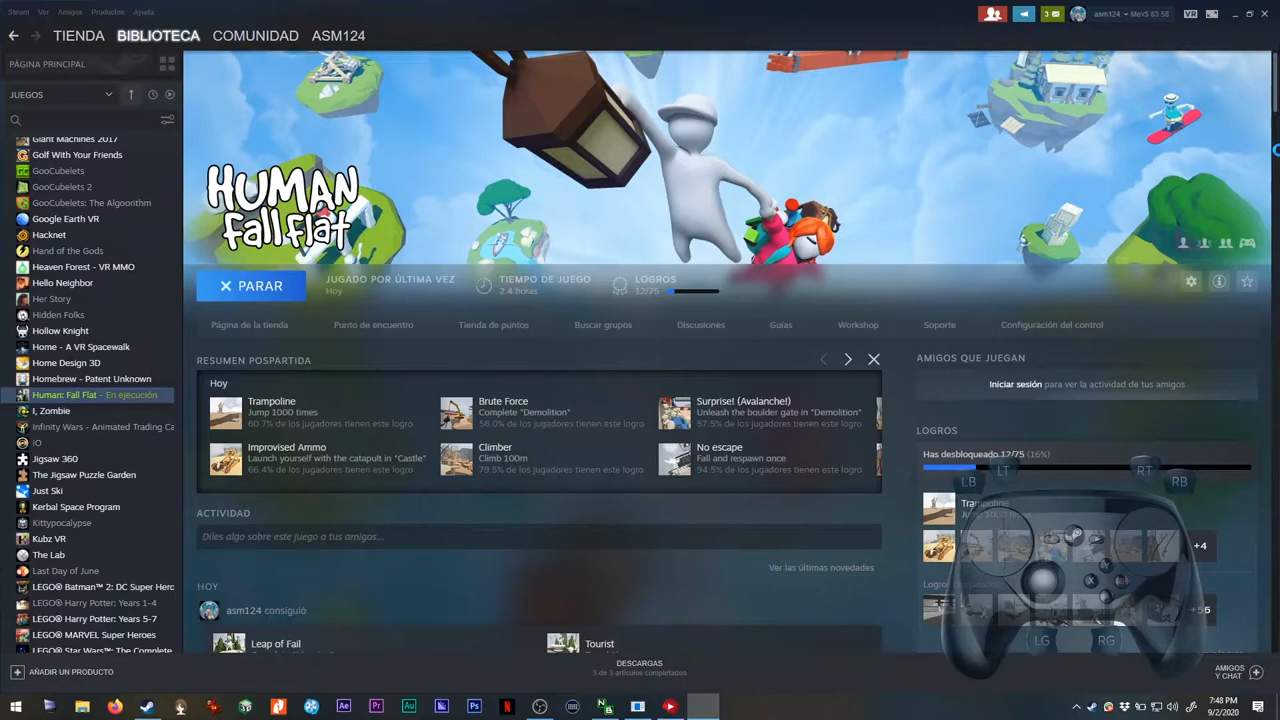 Steam Ver Amigos Productos Ayuda
3 asm124 Mex$ 63.58 VR
TIENDA BIBLIOTECA COMUNIDAD ASM124
PÁGINA PRINCIPAL
JUEGOS
Giant Machines 2017
Golf With Your Friends
GooCubelets
GooCubelets 2
GooCubelets: The Algoorithm
Google Earth VR
Hacknet
Hand of the Gods
Heaven Forest - VR MMO
Hello Neighbor
Her Story
Hidden Folks
Hollow Knight
Home - A VR Spacewalk
Home Design 3D
Homebrew - Patent Unknown
Human: Fall Flat - En ejecución
I, Zombie
Infinity Wars - Animated Trading Ca
iO
Jigsaw 360
The Jigsaw Puzzle Garden
Just Ski
Kerbal Space Program
Kittypocalypse
Kubz VR
The Lab
Last Day of June
LEGO® Batman™ 2: DC Super Heroe
LEGO® Harry Potter: Years 1-4
LEGO® Harry Potter: Years 5-7
LEGO® MARVEL Super Heroes
LEGO® Star Wars™: The Complete
AÑADIR UN PRODUCTO
HUMAN
fall flat
PARAR
JUGADO POR ÚLTIMA VEZ
Hoy
TIEMPO DE JUEGO
2.4 horas
LOGROS
12/75
Página de la tienda Punto de encuentro Tienda de puntos Buscar grupos Discusiones Guías Workshop Soporte Configuración del control
RESUMEN POSPARTIDA
Hoy
Trampoline
Jump 1000 times
60.7% de los jugadores tienen este logro
Brute Force
Complete "Demolition"
58.0% de los jugadores tienen este logro
Surprise! (Avalanche!)
Unleash the boulder gate in "Demolition"
57.5% de los jugadores tienen este logro
Improvised Ammo
Launch yourself with the catapult in "Castle"
66.4% de los jugadores tienen este logro
Climber
Climb 100m
79.5% de los jugadores tienen este logro
No escape
Fall and respawn once
94.5% de los jugadores tienen este logro
ACTIVIDAD
Diles algo sobre este juego a tus amigos...
Ver las últimas novedades
HOY
asm124 consiguió
Leap of Fail
Tourist
AMIGOS QUE JUEGAN
Iniciar sesión para ver la actividad de tus amigos
LOGROS
Has desbloqueado 12/75 (16%)
LT RT
LB RB
Trampoline
Jump 1000 times
+4
Y
X B
A
+55
LG RG
DESCARGAS
3 de 3 artículos completados
AMIGOS
Y CHAT
7:48 PM
9/2/2020